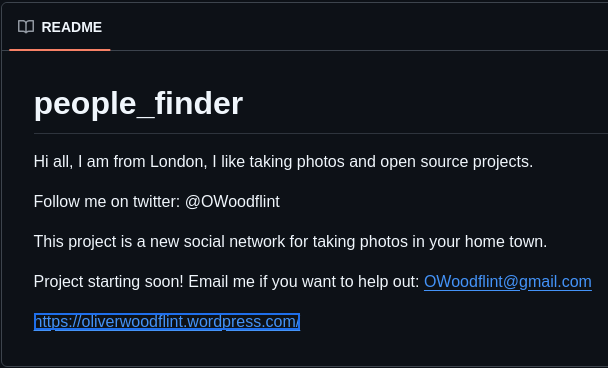 README
people_finder
Hi all, I am from London, I like taking photos and open source projects.
Follow me on twitter: @OWoodflint
This project is a new social network for taking photos in your home town.
Project starting soon! Email me if you want to help out: OWoodflint@gmail.com
https://oliverwoodflint.wordpress.com/